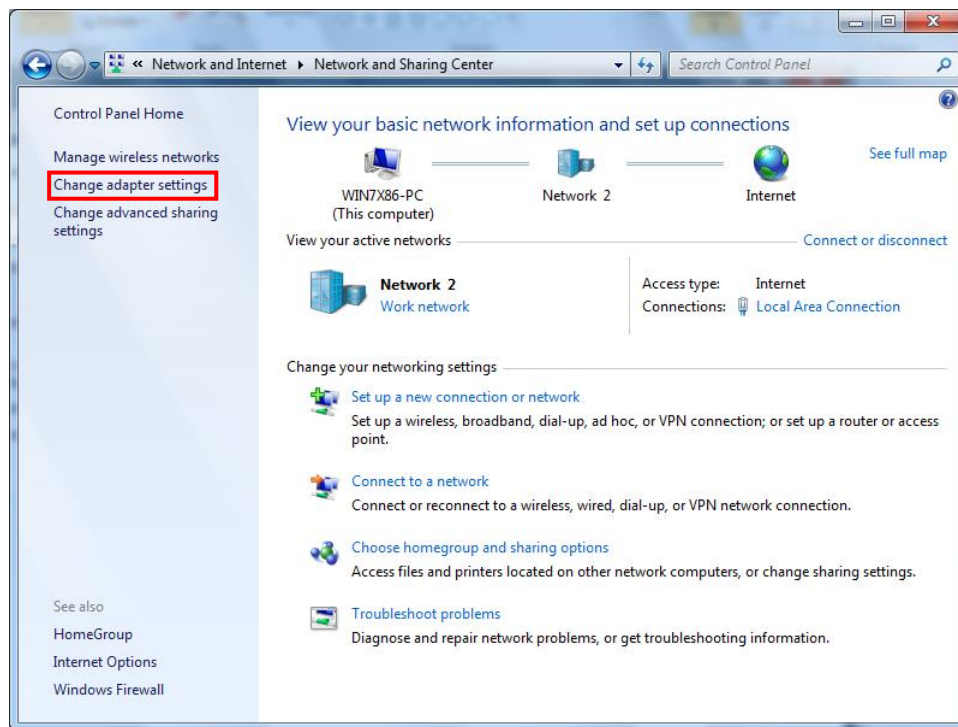 « Network and Internet ▸ Network and Sharing Center
Search Control Panel
Control Panel Home
Manage wireless networks
Change adapter settings
Change advanced sharing
settings
See also
HomeGroup
Internet Options
Windows Firewall
View your basic network information and set up connections
See full map
WIN7X86-PC
(This computer)
Network 2
Internet
View your active networks
Connect or disconnect
Network 2
Work network
Access type: Internet
Connections: Local Area Connection
Change your networking settings
Set up a new connection or network
Set up a wireless, broadband, dial-up, ad hoc, or VPN connection; or set up a router or access
point.
Connect to a network
Connect or reconnect to a wireless, wired, dial-up, or VPN network connection.
Choose homegroup and sharing options
Access files and printers located on other network computers, or change sharing settings.
Troubleshoot problems
Diagnose and repair network problems, or get troubleshooting information.